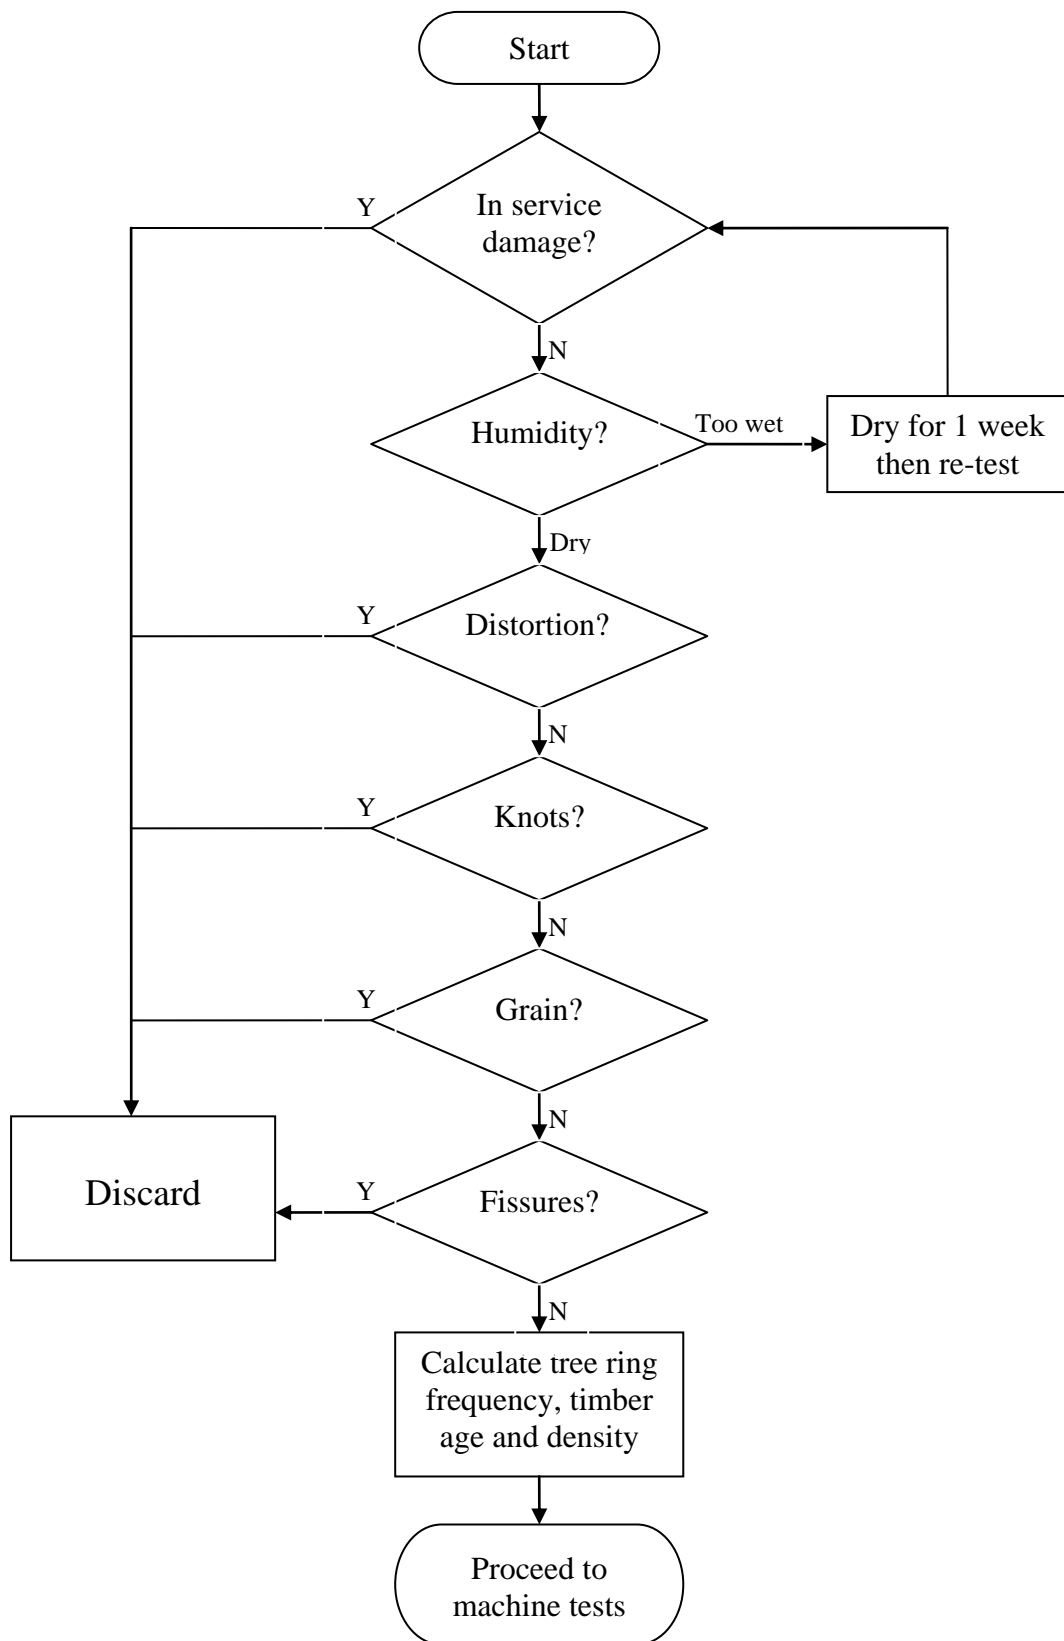 Start
Y
In service
damage?
N
Humidity?
Too wet
Dry for 1 week
then re-test
Dry
Y
Distortion?
N
Y
Knots?
N
Y
Grain?
N
Discard
Y
Fissures?
N
Calculate tree ring
frequency, timber
age and density
Proceed to
machine tests